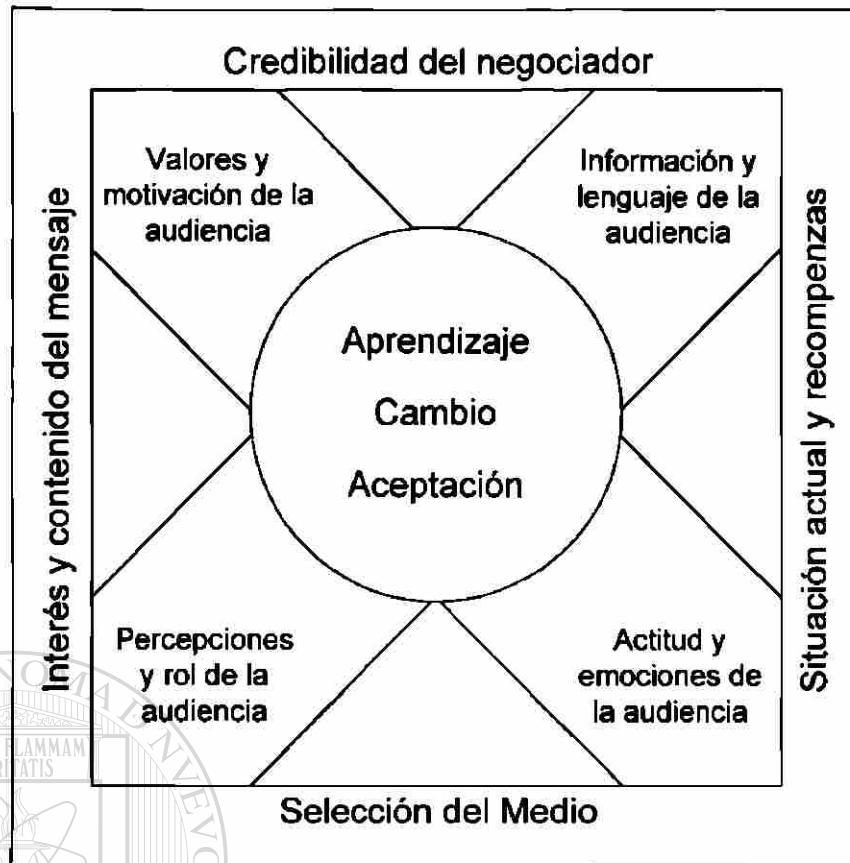 Credibilidad del negociador
Valores y
motivación de la
audiencia
Información y
lenguaje de la
audiencia
Interés y contenido del mensaje
Aprendizaje
Cambio
Aceptación
Situación actual y recompenzas
Percepciones
y rol de la
audiencia
Actitud y
emociones de
la audiencia
Selección del Medio